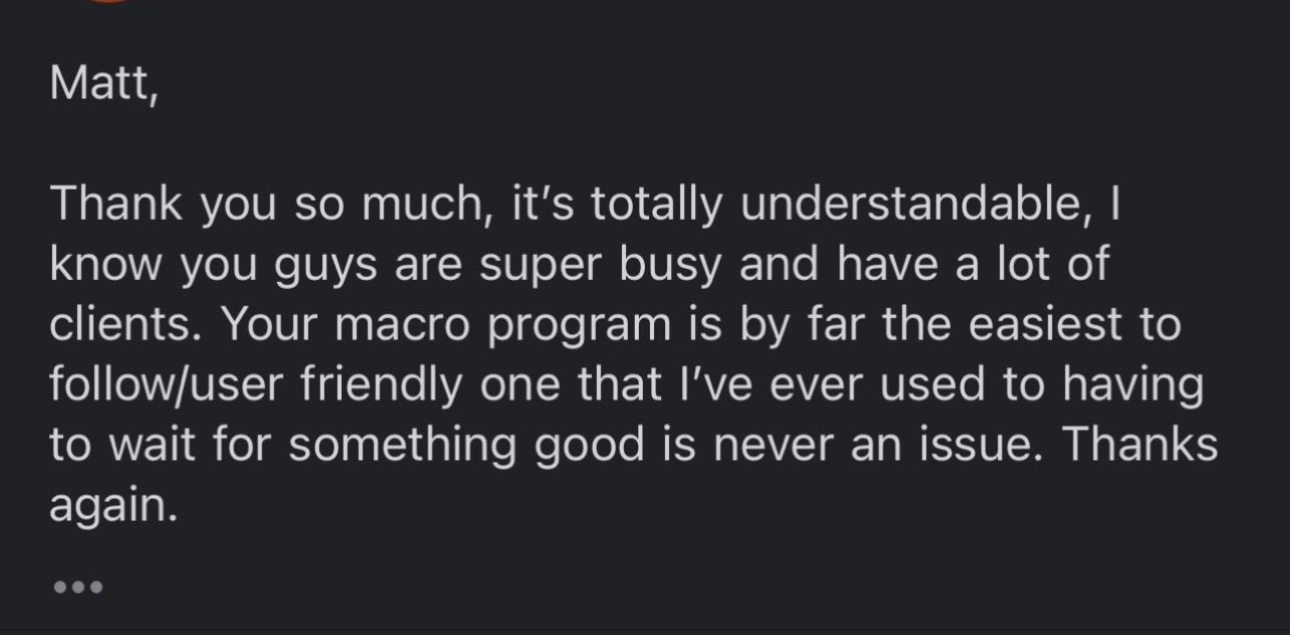 Matt,
Thank you so much, it’s totally understandable, I
know you guys are super busy and have a lot of
clients. Your macro program is by far the easiest to
follow/user friendly one that I’ve ever used to having
to wait for something good is never an issue. Thanks
again.